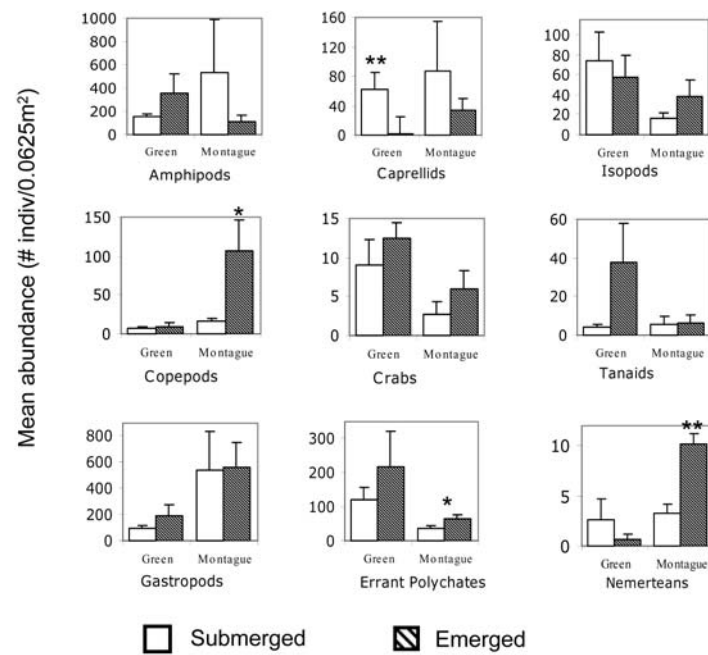 Mean abundance (# indiv/0.0625m²)
1000
800
600
400
200
0
Green Montague
Amphipods
160
120
80
40
0
**
Green Montague
Caprellids
100
80
60
40
20
0
Green Montague
Isopods
150
100
50
0
*
Green Montague
Copepods
15
10
5
0
Green Montague
Crabs
60
40
20
0
Green Montague
Tanaids
800
600
400
200
0
Green Montague
Gastropods
300
200
100
0
*
Green Montague
Errant Polychates
10
5
0
**
Green Montague
Nemerteans
Submerged Emerged